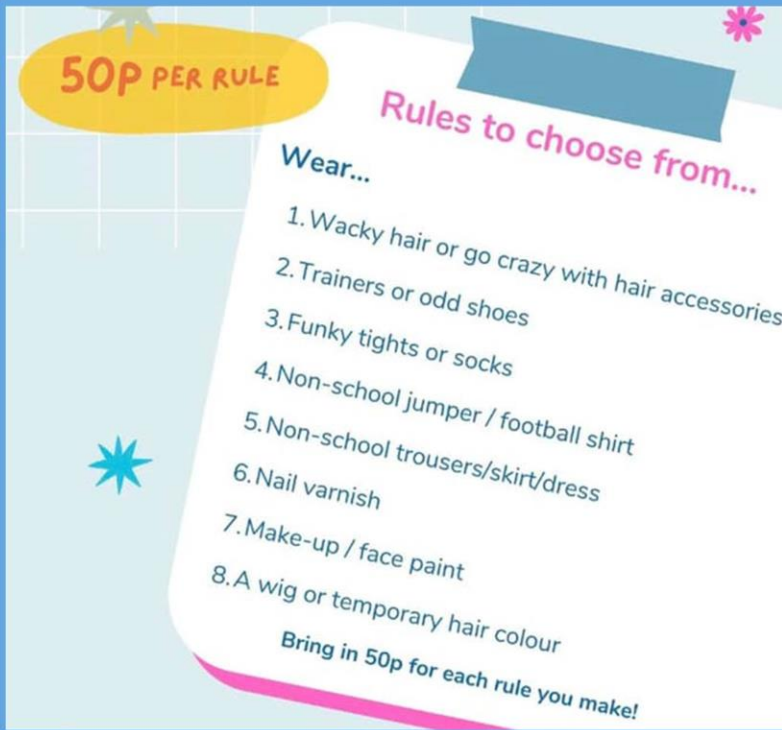 50P PER RULE
Rules to choose from...
Wear...
1. Wacky hair or go crazy with hair accessories
2. Trainers or odd shoes
3. Funky tights or socks
4. Non-school jumper / football shirt
5. Non-school trousers/skirt/dress
6. Nail varnish
7. Make-up / face paint
8. A wig or temporary hair colour
Bring in 50p for each rule you make!